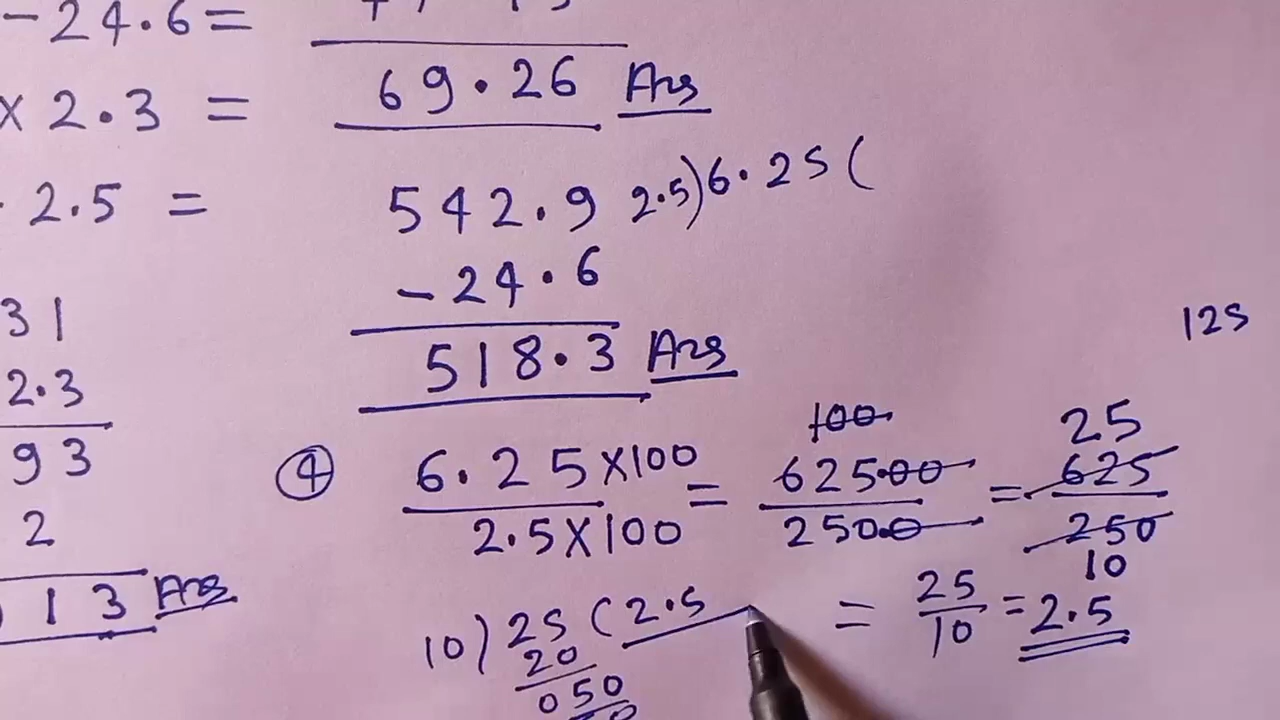 - 24.6 =
69.26 Ans
x 2.3 =
2.5 =
542.9
2.5)6.25(
- 24.6
518.3 Ans
31
2.3
93
2
13 Ans
125
④ 6.25x100 / 2.5x100 = 625.00 / 250.0 = 625 / 250
100
25
10
= 25/10 = 2.5
10)25(2.5
20
050